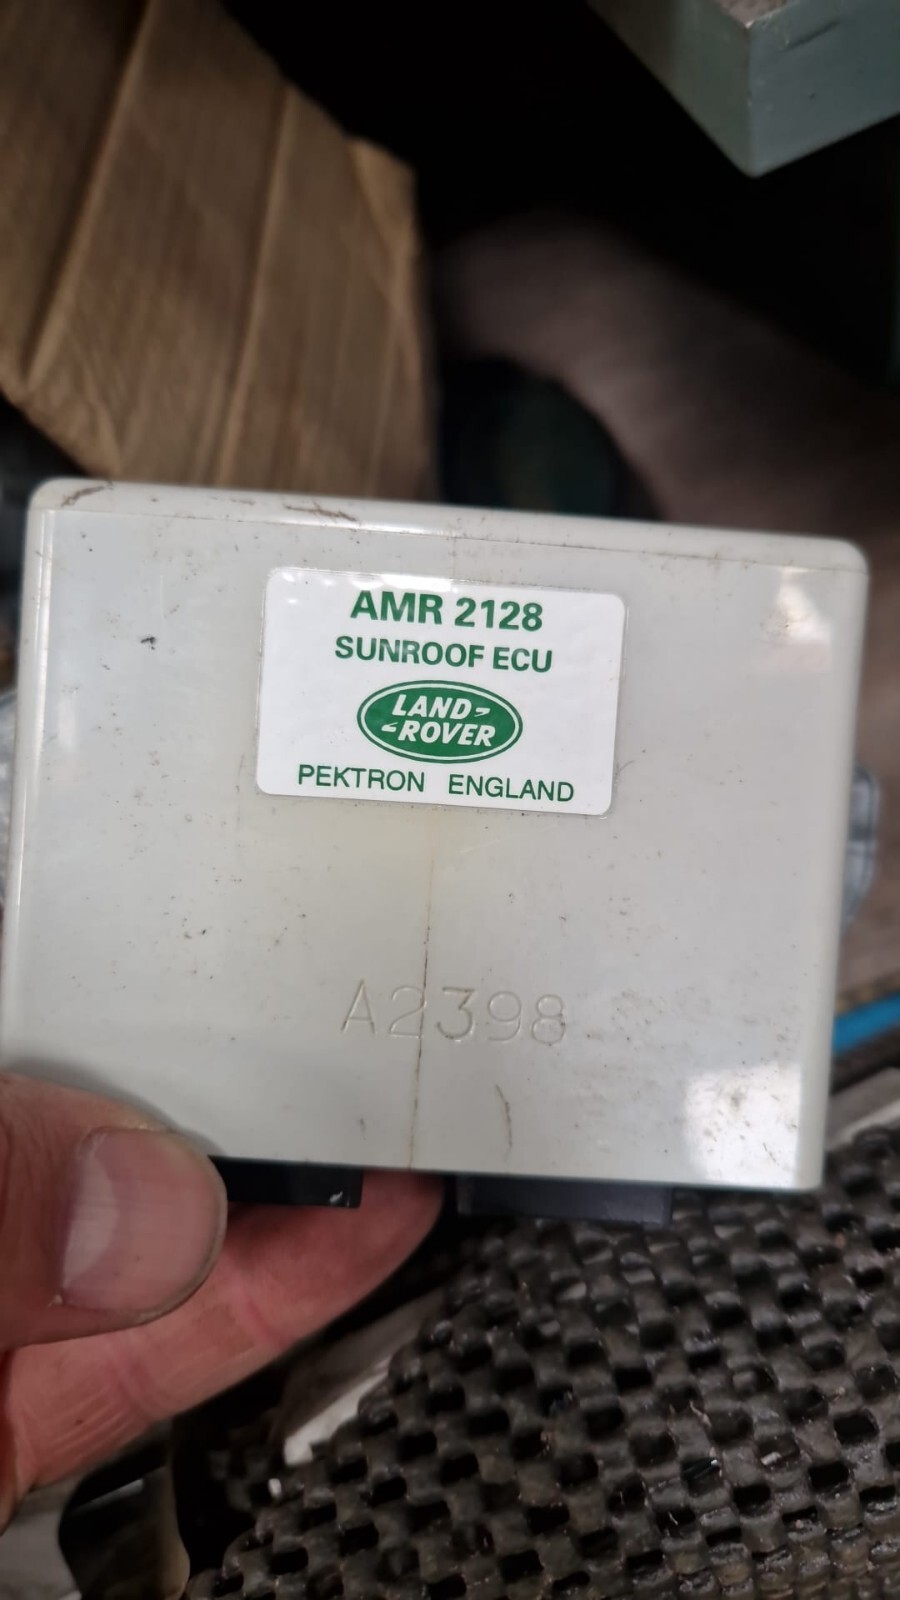 AMR 2128
SUNROOF ECU
LAND
ROVER
PEKTRON ENGLAND
A2398